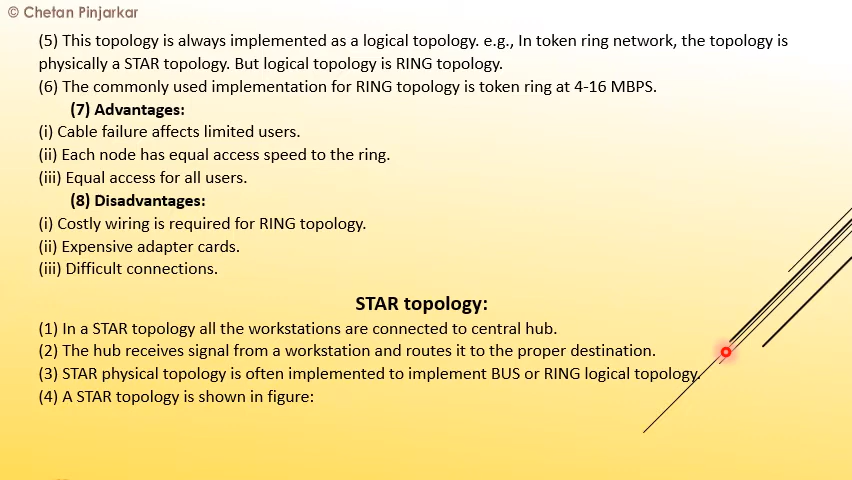 © Chetan Pinjarkar
(5) This topology is always implemented as a logical topology. e.g., In token ring network, the topology is
physically a STAR topology. But logical topology is RING topology.
(6) The commonly used implementation for RING topology is token ring at 4-16 MBPS.
(7) Advantages:
(i) Cable failure affects limited users.
(ii) Each node has equal access speed to the ring.
(iii) Equal access for all users.
(8) Disadvantages:
(i) Costly wiring is required for RING topology.
(ii) Expensive adapter cards.
(iii) Difficult connections.
STAR topology:
(1) In a STAR topology all the workstations are connected to central hub.
(2) The hub receives signal from a workstation and routes it to the proper destination.
(3) STAR physical topology is often implemented to implement BUS or RING logical topology.
(4) A STAR topology is shown in figure: